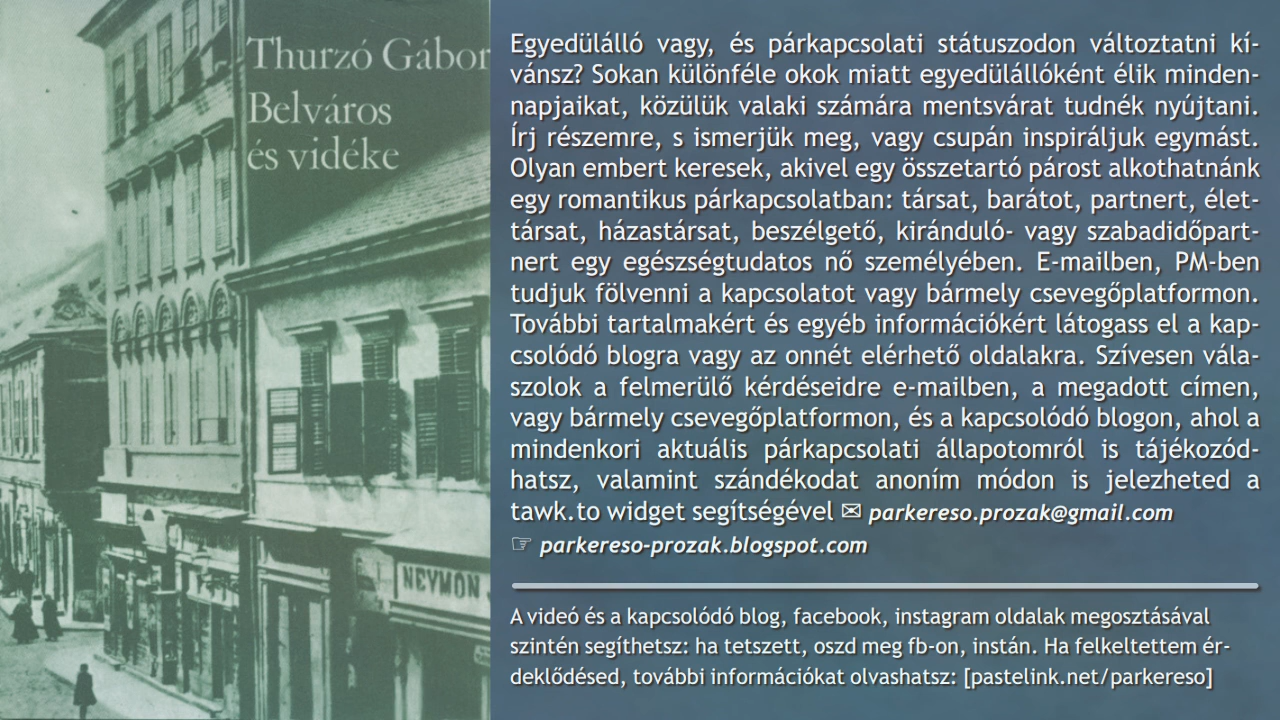 Thurzó Gábor
Belváros
és vidéke
NEYMON
Egyedülálló vagy, és párkapcsolati státuszodon változtatni kí-
vánsz? Sokan különféle okok miatt egyedülállóként élik minden-
napjaikat, közülük valaki számára mentsvárat tudnék nyújtani.
Írj részemre, s ismerjük meg, vagy csupán inspiráljuk egymást.
Olyan embert keresek, akivel egy összetartó párost alkothatnánk
egy romantikus párkapcsolatban: társat, barátot, partnert, élet-
társat, házastársat, beszélgető, kiránduló- vagy szabadidőpart-
nert egy egészségtudatos nő személyében. E-mailben, PM-ben
tudjuk fölvenni a kapcsolatot vagy bármely csevegőplatformon.
További tartalmakért és egyéb információkért látogass el a kap-
csolódó blogra vagy az onnét elérhető oldalakra. Szívesen vála-
szolok a felmerülő kérdéseidre e-mailben, a megadott címen,
vagy bármely csevegőplatformon, és a kapcsolódó blogon, ahol a
mindenkori aktuális párkapcsolati állapotomról is tájékozód-
hatsz, valamint szándékodat anoním módon is jelezheted a
tawk.to widget segítségével ✉ parkereso.prozak@gmail.com
☞ parkereso-prozak.blogspot.com
A videó és a kapcsolódó blog, facebook, instagram oldalak megosztásával
szintén segíthetsz: ha tetszett, oszd meg fb-on, instán. Ha felkeltettem ér-
deklődésed, további információkat olvashatsz: [pastelink.net/parkereso]